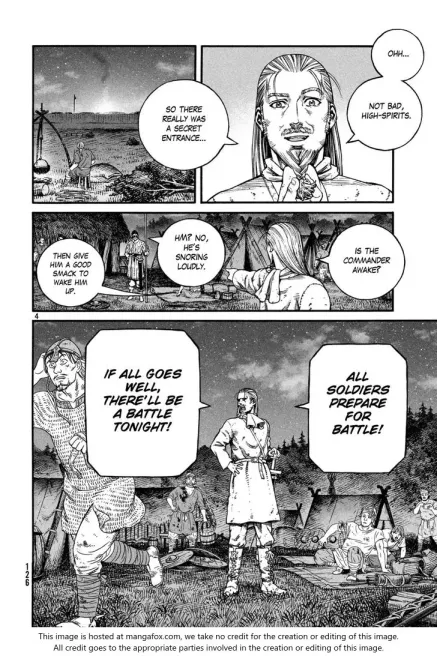 OHH...
NOT BAD,
HIGH-SPIRITS.
SO THERE
REALLY WAS
A SECRET
ENTRANCE...
IS THE
COMMANDER
AWAKE?
HM? NO,
HE'S
SNORING
LOUDLY.
THEN GIVE
HIM A GOOD
SMACK TO
WAKE HIM
UP.
4
ALL
SOLDIERS
PREPARE
FOR
BATTLE!
IF ALL GOES
WELL,
THERE'LL BE
A BATTLE
TONIGHT!
126
This image is hosted at mangafox.com, we take no credit for the creation or editing of this image.
All credit goes to the appropriate parties involved in the creation or editing of this image.